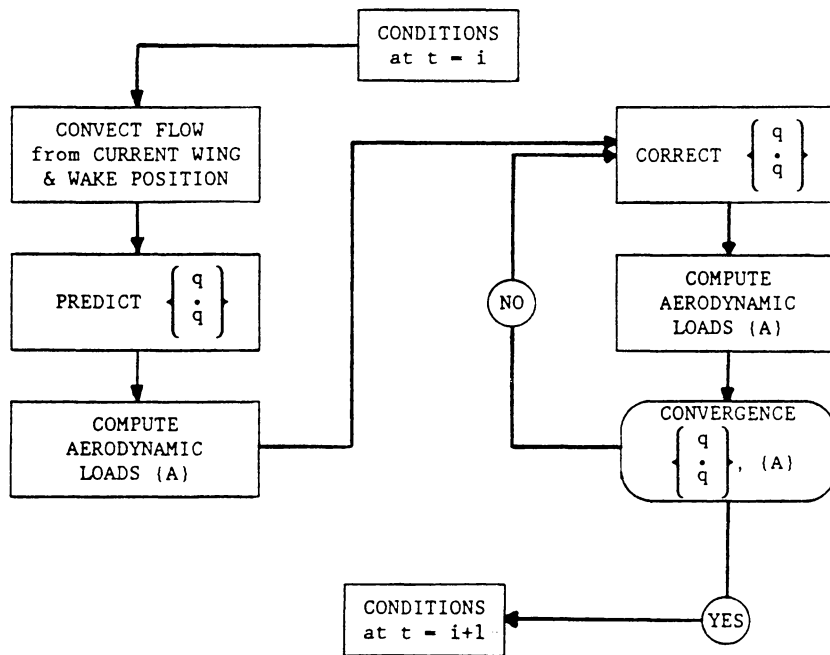 CONDITIONS
at t = i
CONVECT FLOW
from CURRENT WING
& WAKE POSITION
PREDICT { q
q̇ }
COMPUTE
AERODYNAMIC
LOADS {A}
CORRECT { q
q̇ }
COMPUTE
AERODYNAMIC
LOADS {A}
CONVERGENCE
{ q
q̇ }, {A}
NO
YES
CONDITIONS
at t = i+1